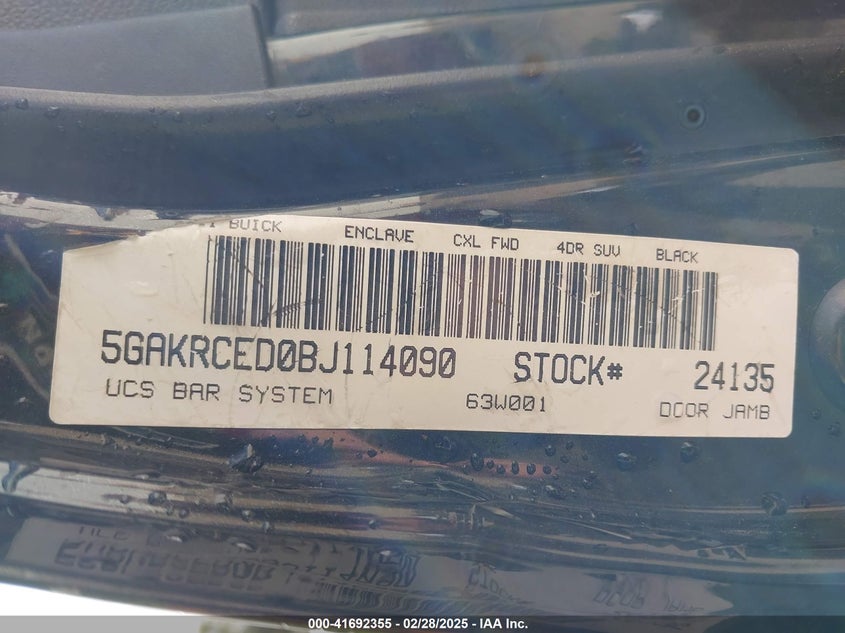 BUICK ENCLAVE CXL FWD 4DR SUV BLACK
5GAKRCED0BJ114090 STOCK# 24135
UCS BAR SYSTEM 63W001 DOOR JAMB
000-41692355 | 02/28/2025 - IAA Inc.